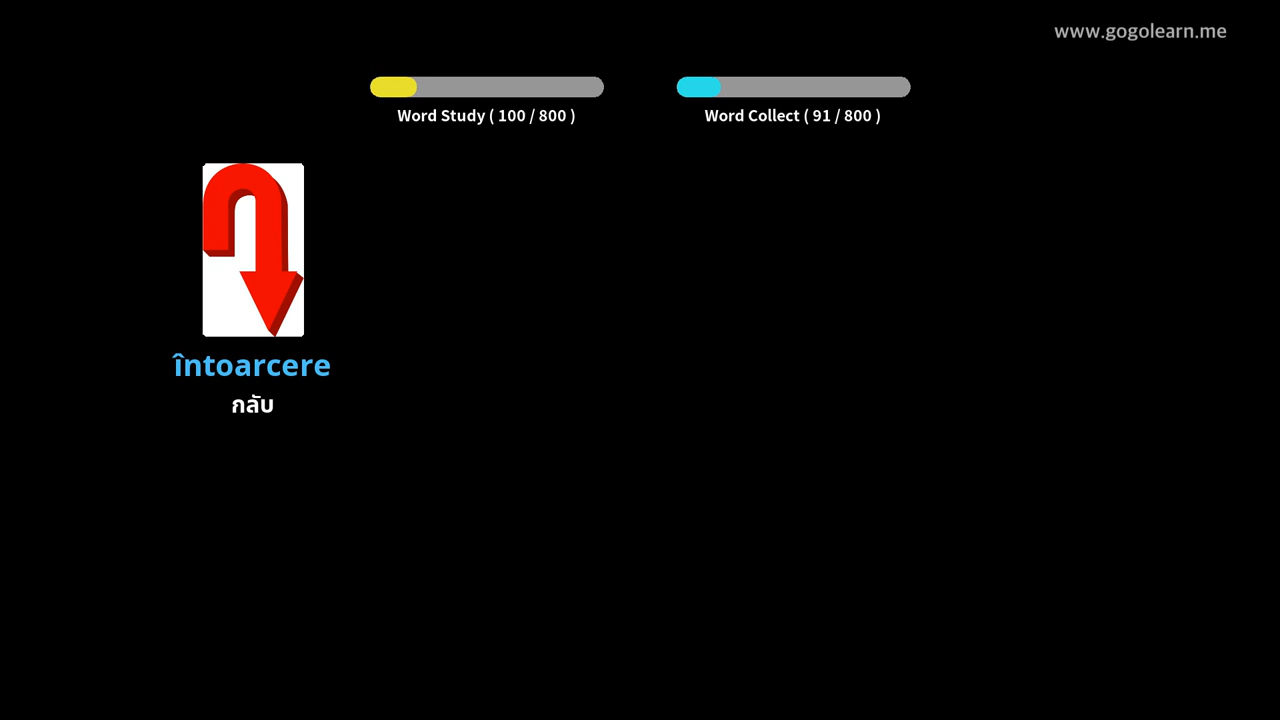 www.gogolearn.me
Word Study ( 100 / 800 )
Word Collect ( 91 / 800 )
întoarcere
กลับ